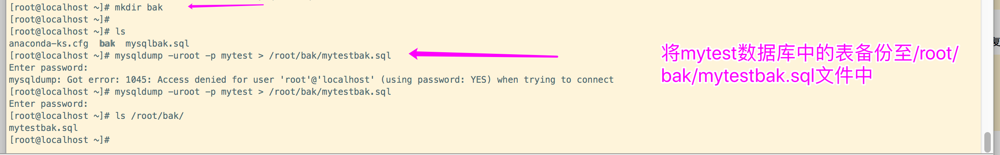 [root@localhost ~]# mkdir bak
[root@localhost ~]#
[root@localhost ~]# ls
anaconda-ks.cfg  bak  mysqlbak.sql
[root@localhost ~]# mysqldump -uroot -p mytest > /root/bak/mytestbak.sql
Enter password:
mysqldump: Got error: 1045: Access denied for user 'root'@'localhost' (using password: YES) when trying to connect
[root@localhost ~]# mysqldump -uroot -p mytest > /root/bak/mytestbak.sql
Enter password:
[root@localhost ~]# ls /root/bak/
mytestbak.sql
[root@localhost ~]#
将mytest数据库中的表备份至/root/
bak/mytestbak.sql文件中